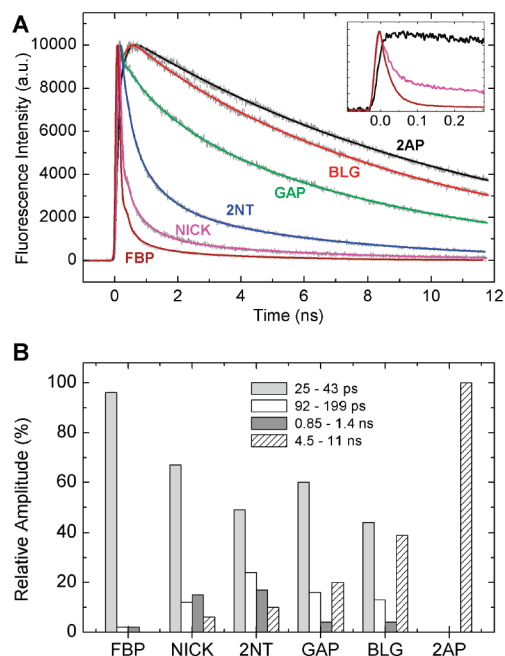 A
Fluorescence Intensity (a.u.)
10000
8000
6000
4000
2000
0
0 2 4 6 8 10 12
Time (ns)
2AP
BLG
GAP
2NT
NICK
FBP
0.0 0.1 0.2
B
Relative Amplitude (%)
100
80
60
40
20
0
25 - 43 ps
92 - 199 ps
0.85 - 1.4 ns
4.5 - 11 ns
FBP NICK 2NT GAP BLG 2AP